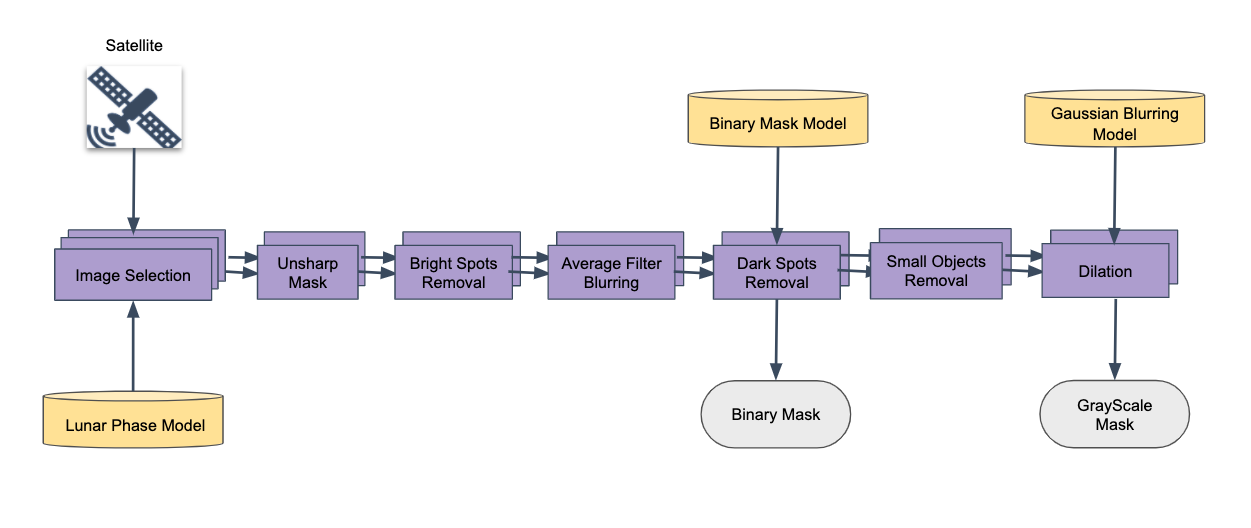 Satellite
Binary Mask Model
Gaussian Blurring
Model
Image Selection
Unsharp
Mask
Bright Spots
Removal
Average Filter
Blurring
Dark Spots
Removal
Small Objects
Removal
Dilation
Lunar Phase Model
Binary Mask
GrayScale
Mask